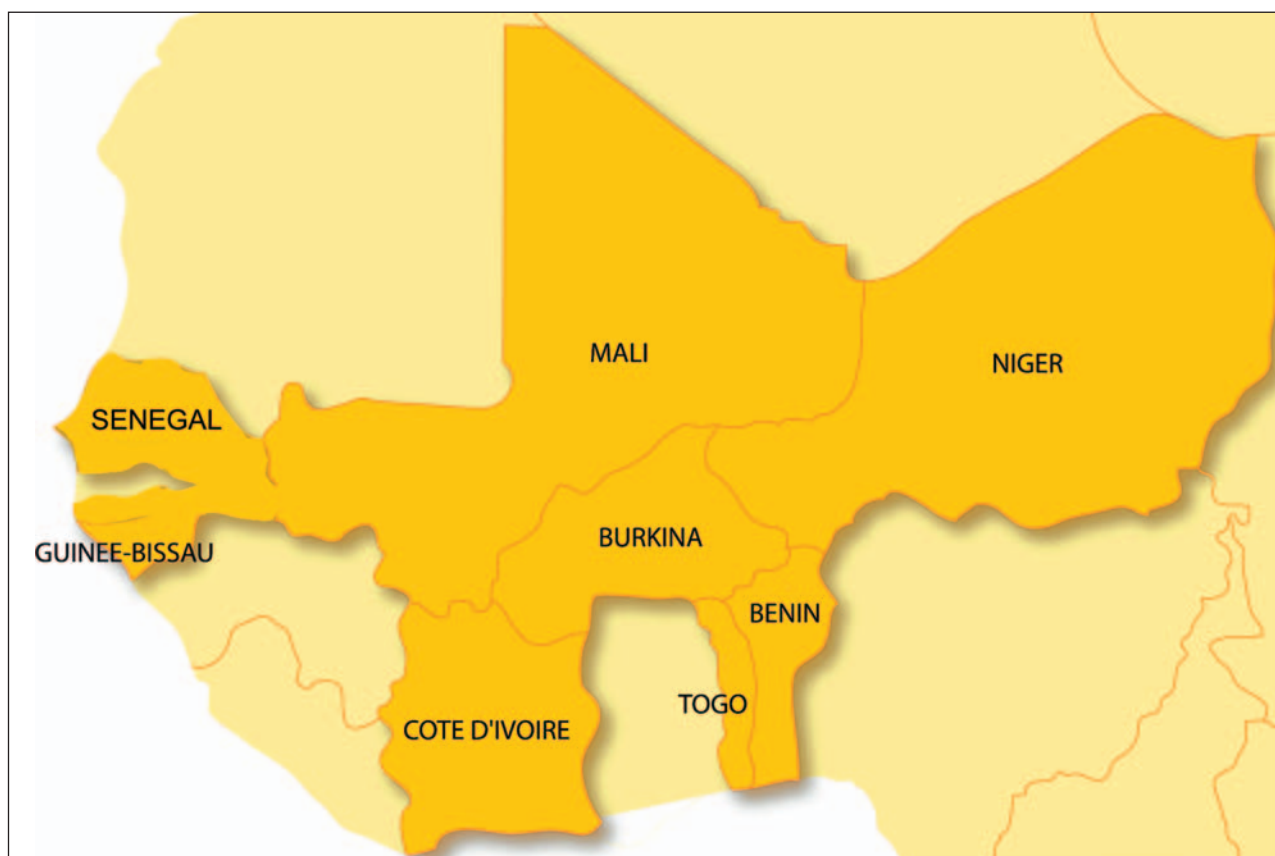 MALI
NIGER
SENEGAL
BURKINA
GUINEE-BISSAU
BENIN
TOGO
COTE D'IVOIRE